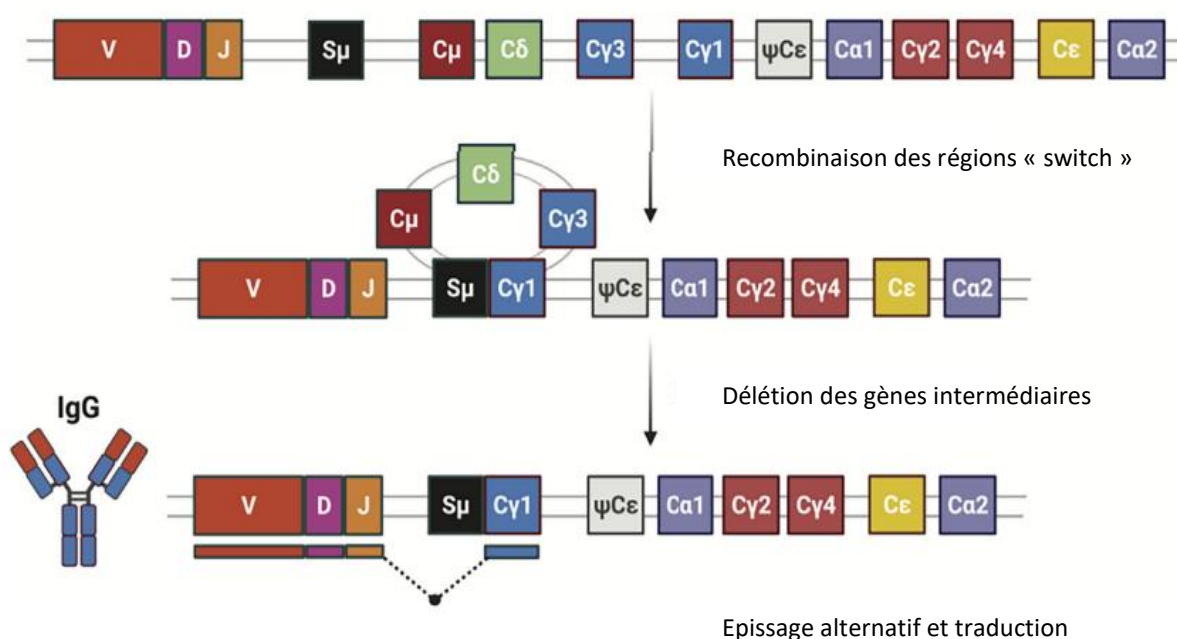 V D J Sμ Cμ Cδ Cγ3 Cγ1 ψCε Cα1 Cγ2 Cγ4 Cε Cα2
Recombinaison des régions « switch »
Cδ
Cμ Cγ3
V D J Sμ Cγ1 ψCε Cα1 Cγ2 Cγ4 Cε Cα2
Délétion des gènes intermédiaires
IgG
V D J Sμ Cγ1 ψCε Cα1 Cγ2 Cγ4 Cε Cα2
Epissage alternatif et traduction